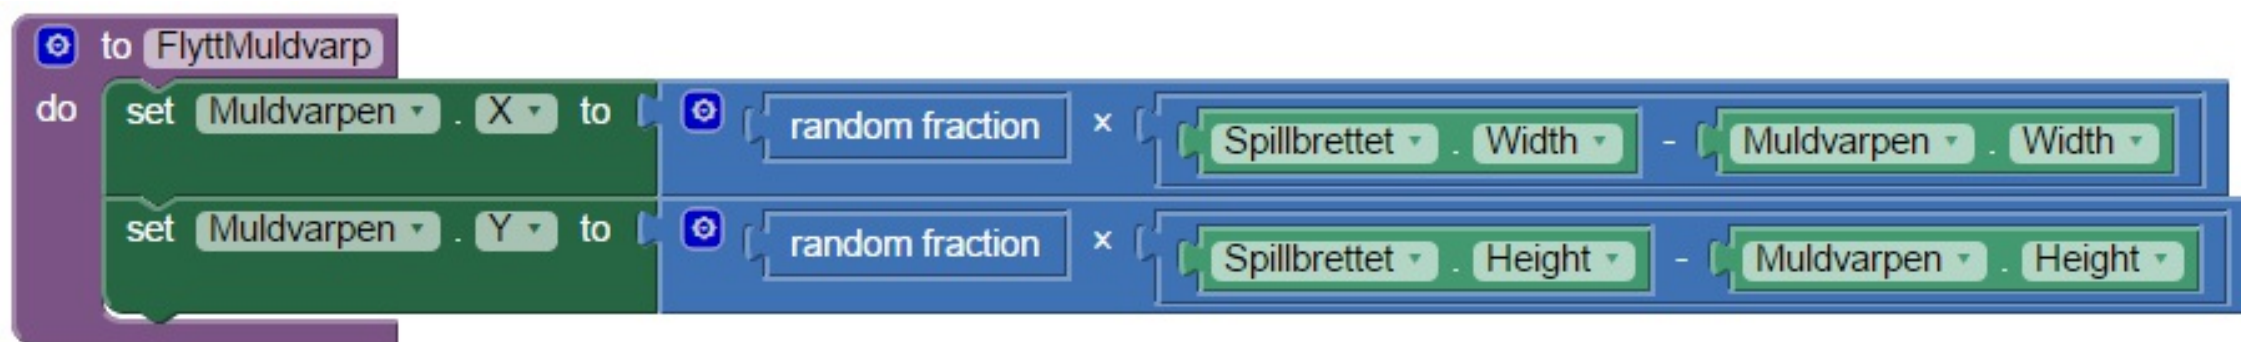 to FlyttMuldvarp
do set Muldvarpen . X to random fraction × Spillbrettet . Width - Muldvarpen . Width
set Muldvarpen . Y to random fraction × Spillbrettet . Height - Muldvarpen . Height